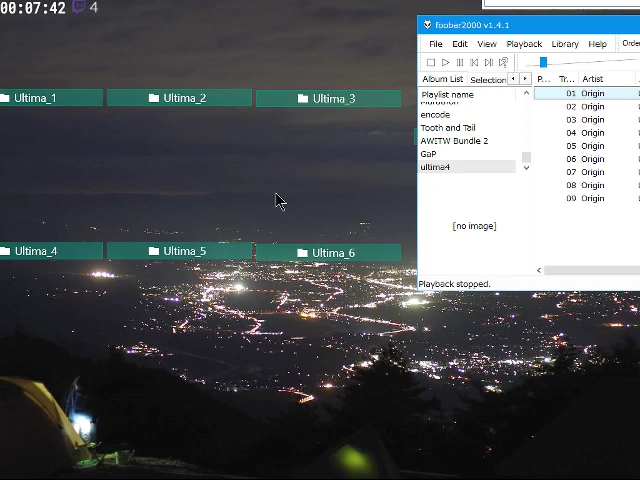 00:07:42 4
foobar2000 v1.4.1
File Edit View Playback Library Help Orde
Album List Selection P... Tr... Artist
Playlist name
Marathon
encode
Tooth and Tail
AWITW Bundle 2
GaP
ultima4
01 Origin
02 Origin
03 Origin
04 Origin
05 Origin
06 Origin
07 Origin
08 Origin
09 Origin
[no image]
Playback stopped.
Ultima_1 Ultima_2 Ultima_3
Ultima_4 Ultima_5 Ultima_6